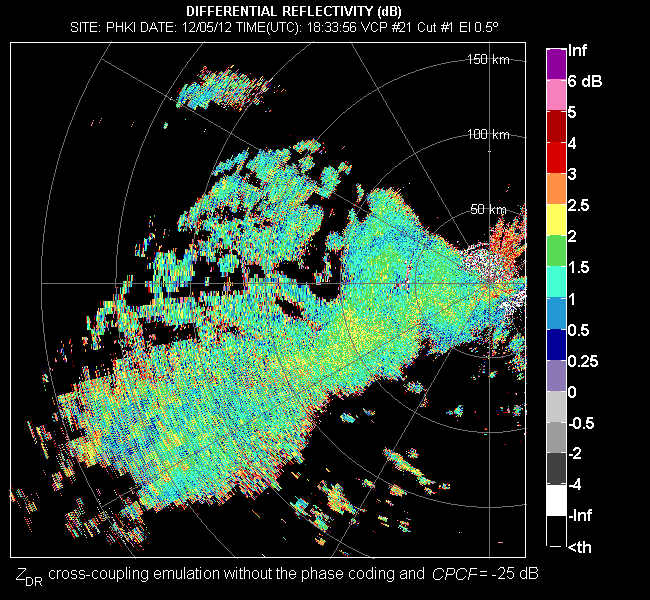 DIFFERENTIAL REFLECTIVITY (dB)
SITE: PHKI DATE: 12/05/12 TIME(UTC): 18:33:56 VCP #21 Cut #1 El 0.5º
150 km
100 km
50 km
Inf
6 dB
5
4
3
2.5
2
1.5
1
0.5
0.25
0
-0.5
-2
-4
-Inf
<th
ZDR cross-coupling emulation without the phase coding and CPCF= -25 dB